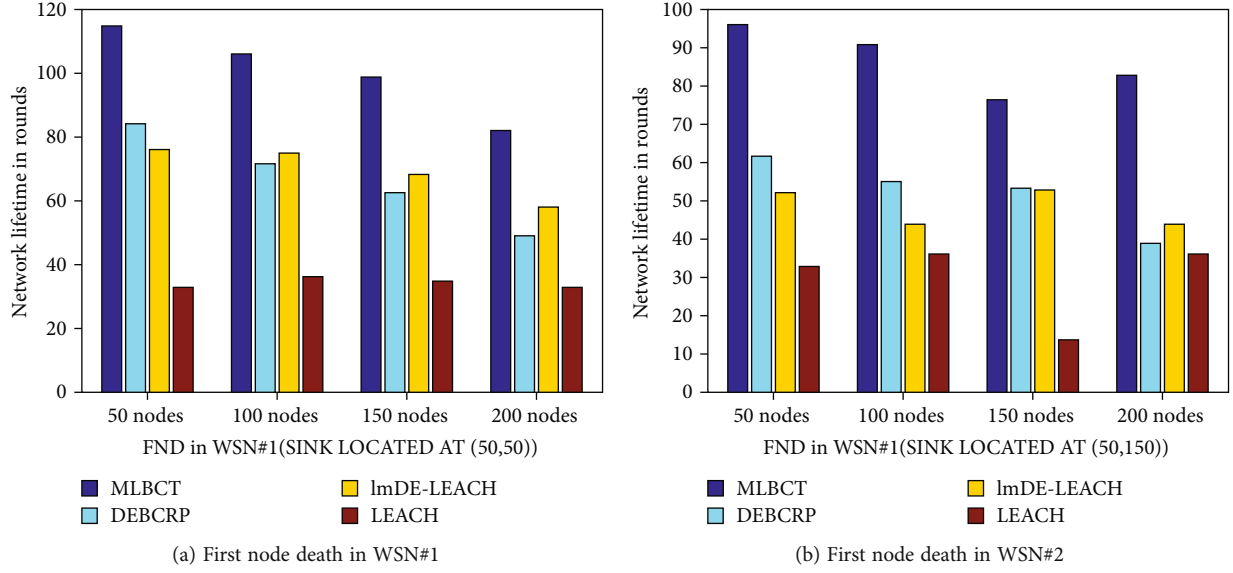 120
100
80
60
40
20
0
Network lifetime in rounds
50 nodes
100 nodes
150 nodes
200 nodes
FND in WSN#1(SINK LOCATED AT (50,50))
MLBCT
DEBCRP
lmDE-LEACH
LEACH
(a) First node death in WSN#1
100
90
80
70
60
50
40
30
20
10
0
Network lifetime in rounds
50 nodes
100 nodes
150 nodes
200 nodes
FND in WSN#1(SINK LOCATED AT (50,150))
MLBCT
DEBCRP
lmDE-LEACH
LEACH
(b) First node death in WSN#2